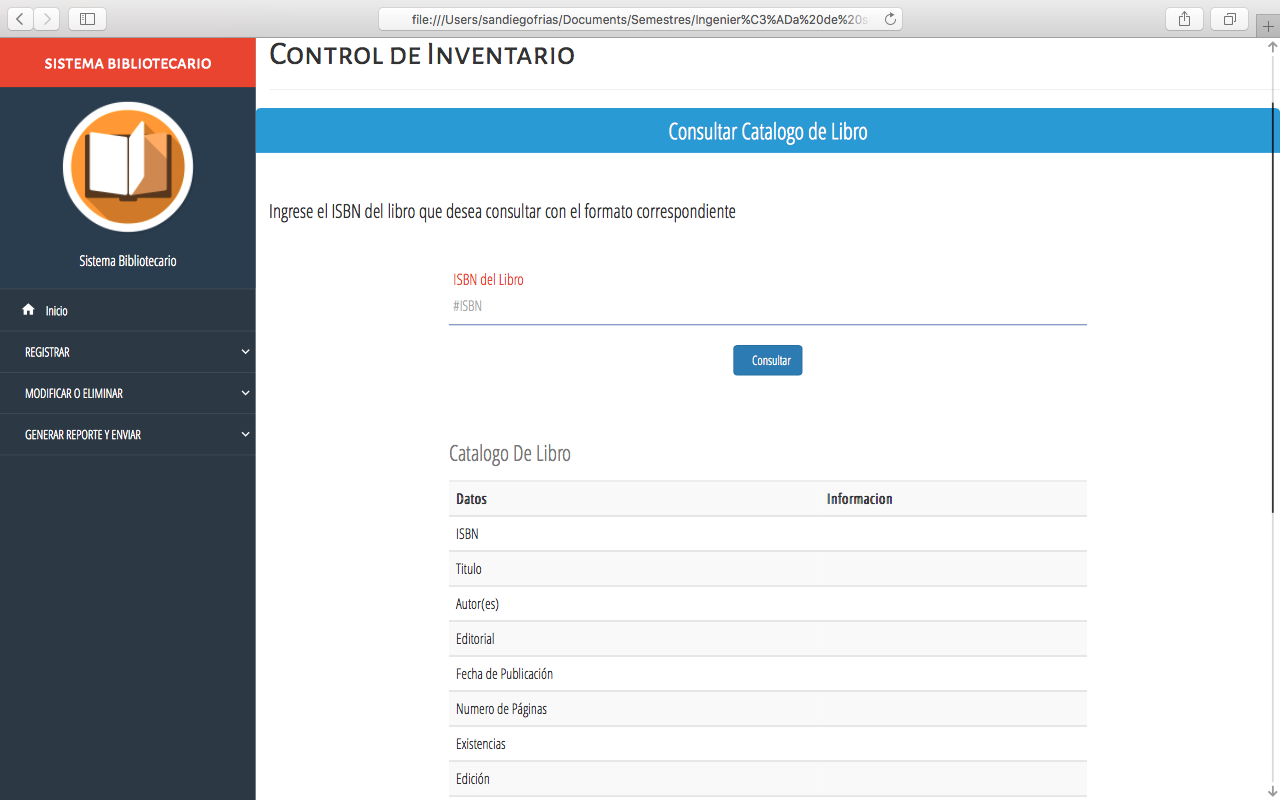 file:///Users/sandiegofrias/Documents/Semestres/Ingenier%C3%ADa%20de%20s
SISTEMA BIBLIOTECARIO
Sistema Bibliotecario
Inicio
REGISTRAR
MODIFICAR O ELIMINAR
GENERAR REPORTE Y ENVIAR
Control de Inventario
Consultar Catalogo de Libro
Ingrese el ISBN del libro que desea consultar con el formato correspondiente
ISBN del Libro
#ISBN
Consultar
Catalogo De Libro
Datos Informacion
ISBN
Titulo
Autor(es)
Editorial
Fecha de Publicación
Numero de Páginas
Existencias
Edición